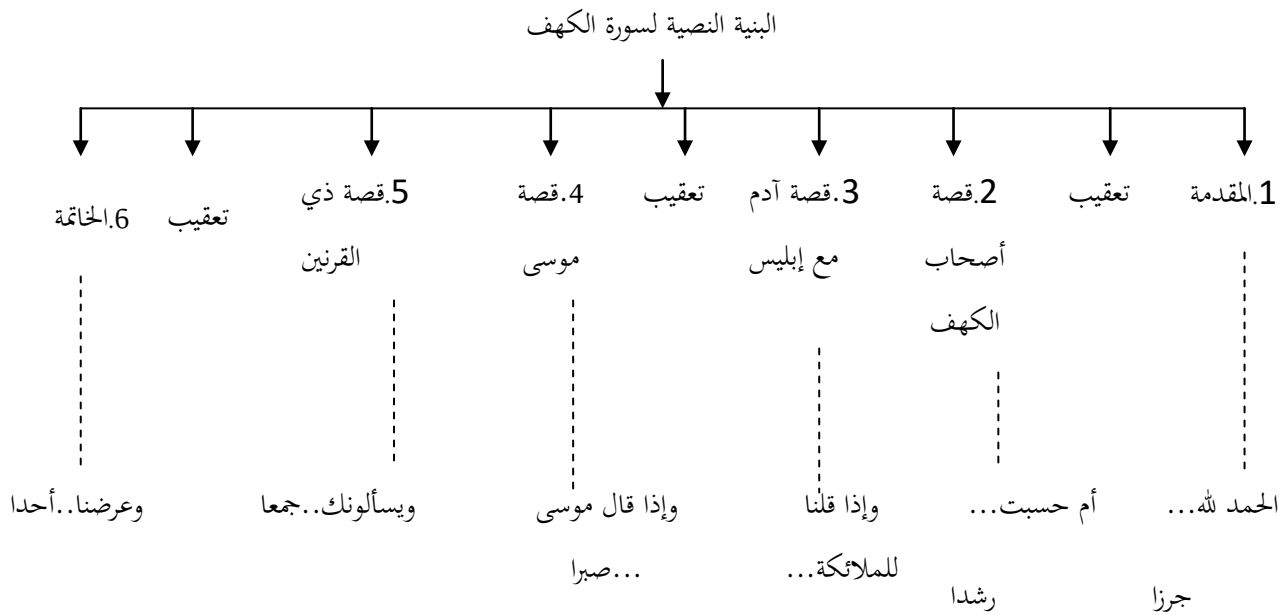 البنية النصية لسورة الكهف
1.المقدمة
تعقيب
2.قصة
أصحاب
الكهف
3.قصة آدم
مع إبليس
تعقيب
4.قصة
موسى
5.قصة ذي
القرنين
تعقيب
6.الخاتمة
الحمد لله...
جرزا
أم حسبت...
رشدا
وإذا قلنا
للملائكة...
وإذا قال موسى
...صبرا
ويسألونك..جمعا
وعرضنا..أحدا